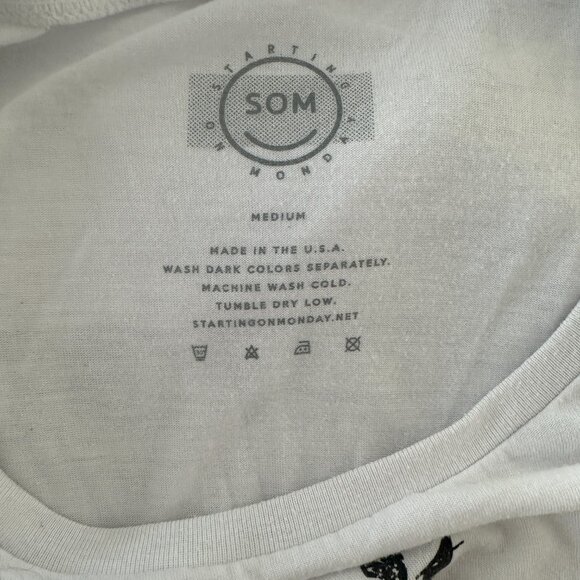 STARTING
SOM
ON MONDAY
MEDIUM
MADE IN THE U.S.A.
WASH DARK COLORS SEPARATELY.
MACHINE WASH COLD.
TUMBLE DRY LOW.
STARTINGONMONDAY.NET